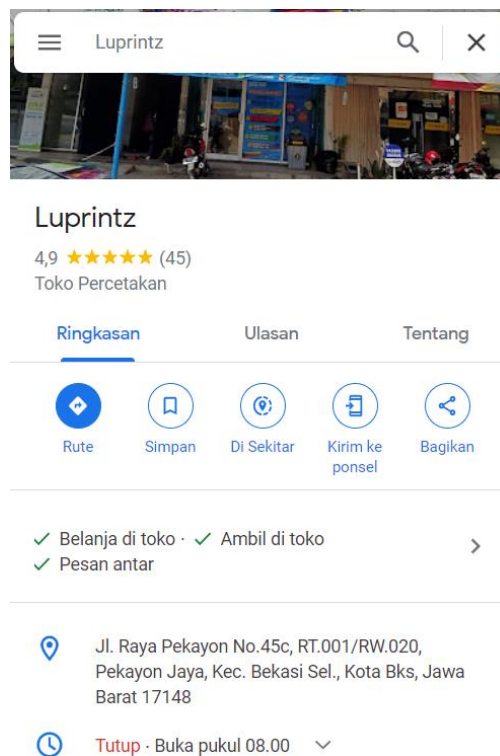 Luprintz
Luprintz
4,9 ★★★★★ (45)
Toko Percetakan
Ringkasan Ulasan Tentang
Rute Simpan Di Sekitar Kirim ke ponsel Bagikan
Belanja di toko · Ambil di toko
Pesan antar
Jl. Raya Pekayon No.45c, RT.001/RW.020,
Pekayon Jaya, Kec. Bekasi Sel., Kota Bks, Jawa
Barat 17148
Tutup · Buka pukul 08.00